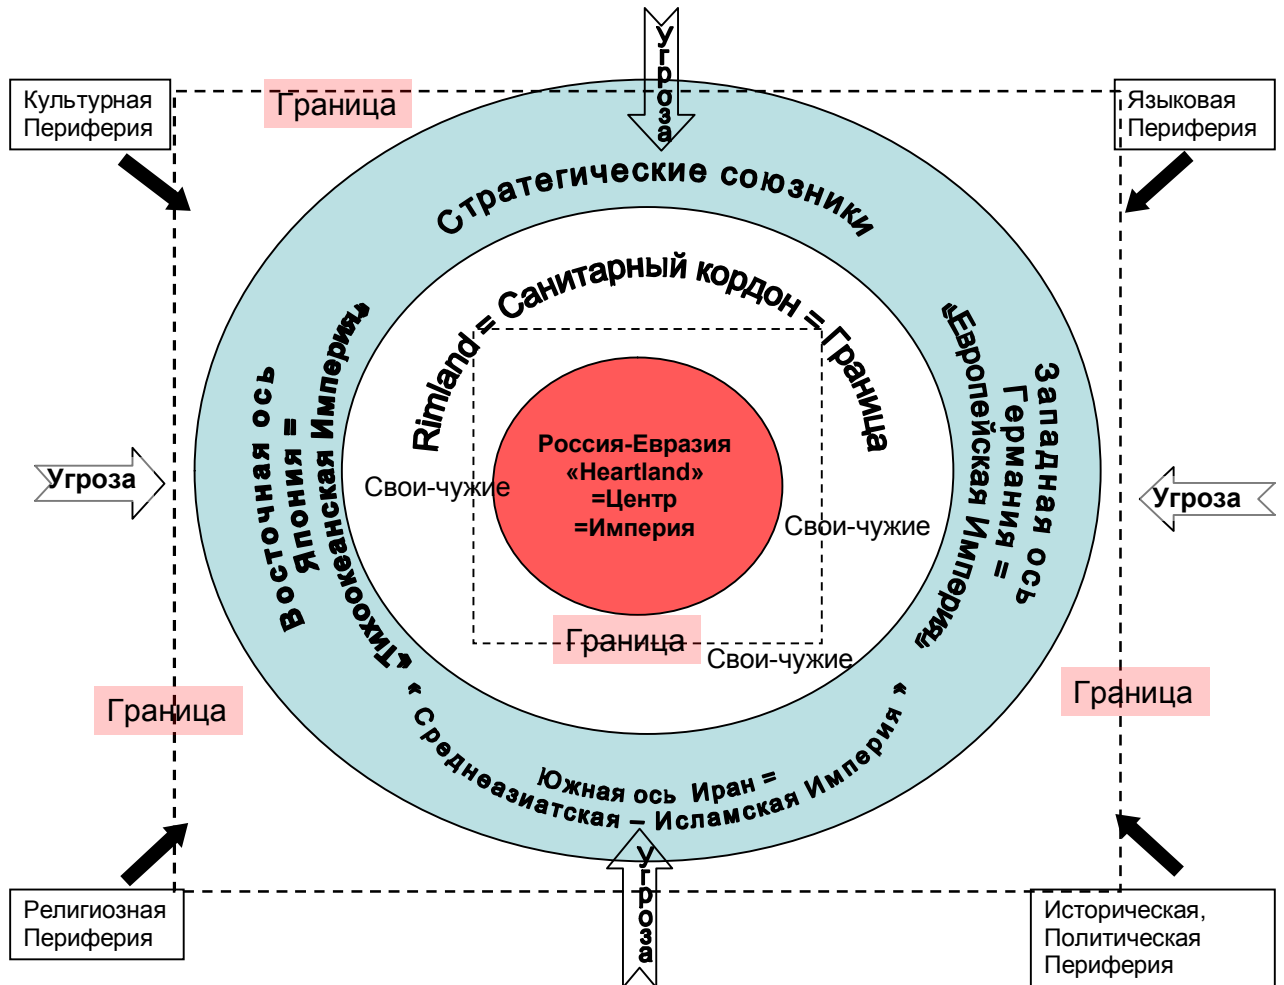 Угроза
Культурная
Периферия
Граница
Языковая
Периферия
Стратегические союзники
Rimland = Санитарный кордон = Граница
Восточная ось
Япония =
«Тихоокеанская Империя»
Западная ось
Германия =
«Европейская Империя»
Россия-Евразия
«Heartland»
=Центр
=Империя
Свои-чужие
Свои-чужие
Угроза
Угроза
Граница
Свои-чужие
Граница
Граница
Южная ось Иран =
« Среднеазиатская – Исламская Империя »
Угроза
Религиозная
Периферия
Историческая,
Политическая
Периферия